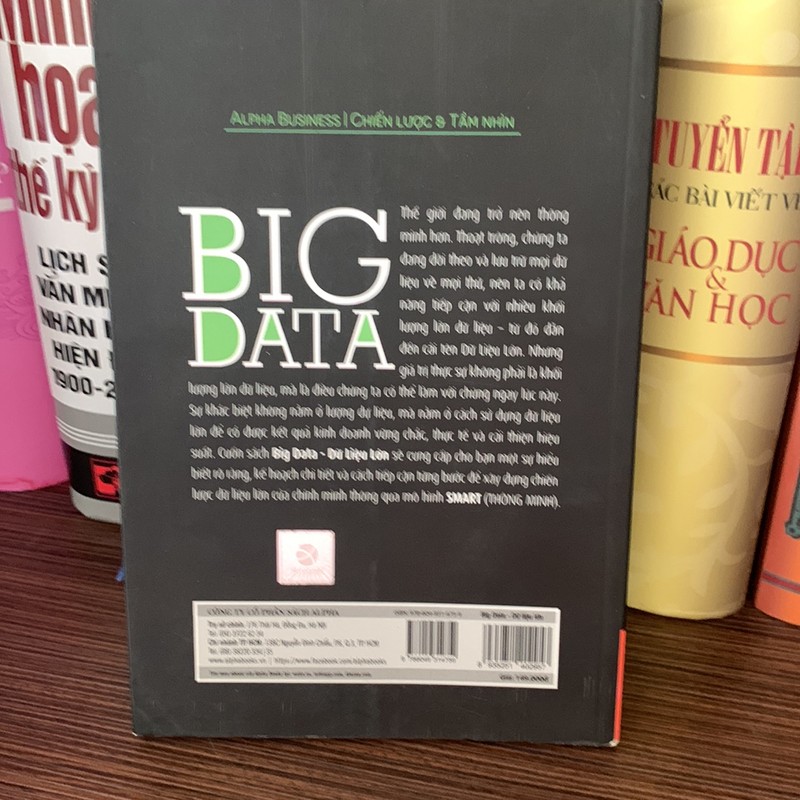 họa
thế kỷ
LỊCH S
VĂN MI
NHÂN
HIỆN
1900-2
ALPHA BUSINESS | CHIẾN LƯỢC & TẦM NHÌN
BIG
DATA
Thế giới đang trở nên thông
minh hơn. Thoạt trông, chúng ta
đang dõi theo và lưu trữ mọi dữ
liệu về mọi thứ, nên ta có khả
năng tiếp cận với nhiều khối
lượng lớn dữ liệu – từ đó dẫn
đến cái tên Dữ Liệu Lớn. Nhưng
giá trị thực sự không phải là khối
lượng lớn dữ liệu, mà là điều chúng ta có thể làm với chúng ngay lúc này.
Sự khác biệt không nằm ở lượng dự liệu, mà nằm ở cách sử dụng dữ liệu
lớn để có được kết quả kinh doanh vững chắc, thực tế và cải thiện hiệu
suất. Cuốn sách Big Data - Dữ Liệu Lớn sẽ cung cấp cho bạn một sự hiểu
biết rõ ràng, kế hoạch chi tiết và cách tiếp cận từng bước để xây dựng chiến
lược dữ liệu lớn của chính mình thông qua mô hình SMART (THÔNG MINH).
CÔNG TY CỔ PHẦN SÁCH ALPHA
TUYỂN TẬP
CÁC BÀI VIẾT VỀ
GIÁO DỤC
&
VĂN HỌC